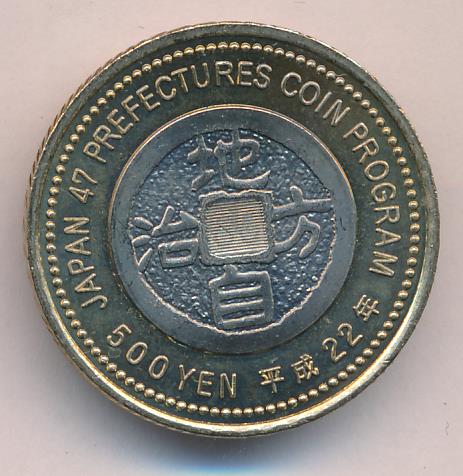 JAPAN 47 PREFECTURES COIN PROGRAM
500 YEN 平成22年
地方自治